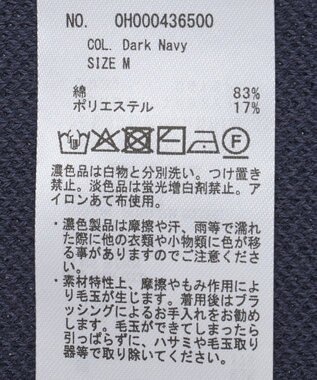 NO. 0H000436500
COL. Dark Navy
SIZE M
綿 83%
ポリエステル 17%
F
濃色品は白物と分別洗い。つけ置き
禁止。淡色品は蛍光増白剤禁止。ア
イロンあて布使用。
・濃色製品は摩擦や汗、雨等で濡れ
た際に他の衣類や小物類に色が移
る事がありますのでご注意くださ
い。
・素材特性上、摩擦やもみ作用によ
り毛玉が生じます。着用後はブラ
ッシングによるお手入れをお勧め
します。毛玉ができてしまったら
引っぱらずに、ハサミや毛玉取り
器等で取り除いてください。